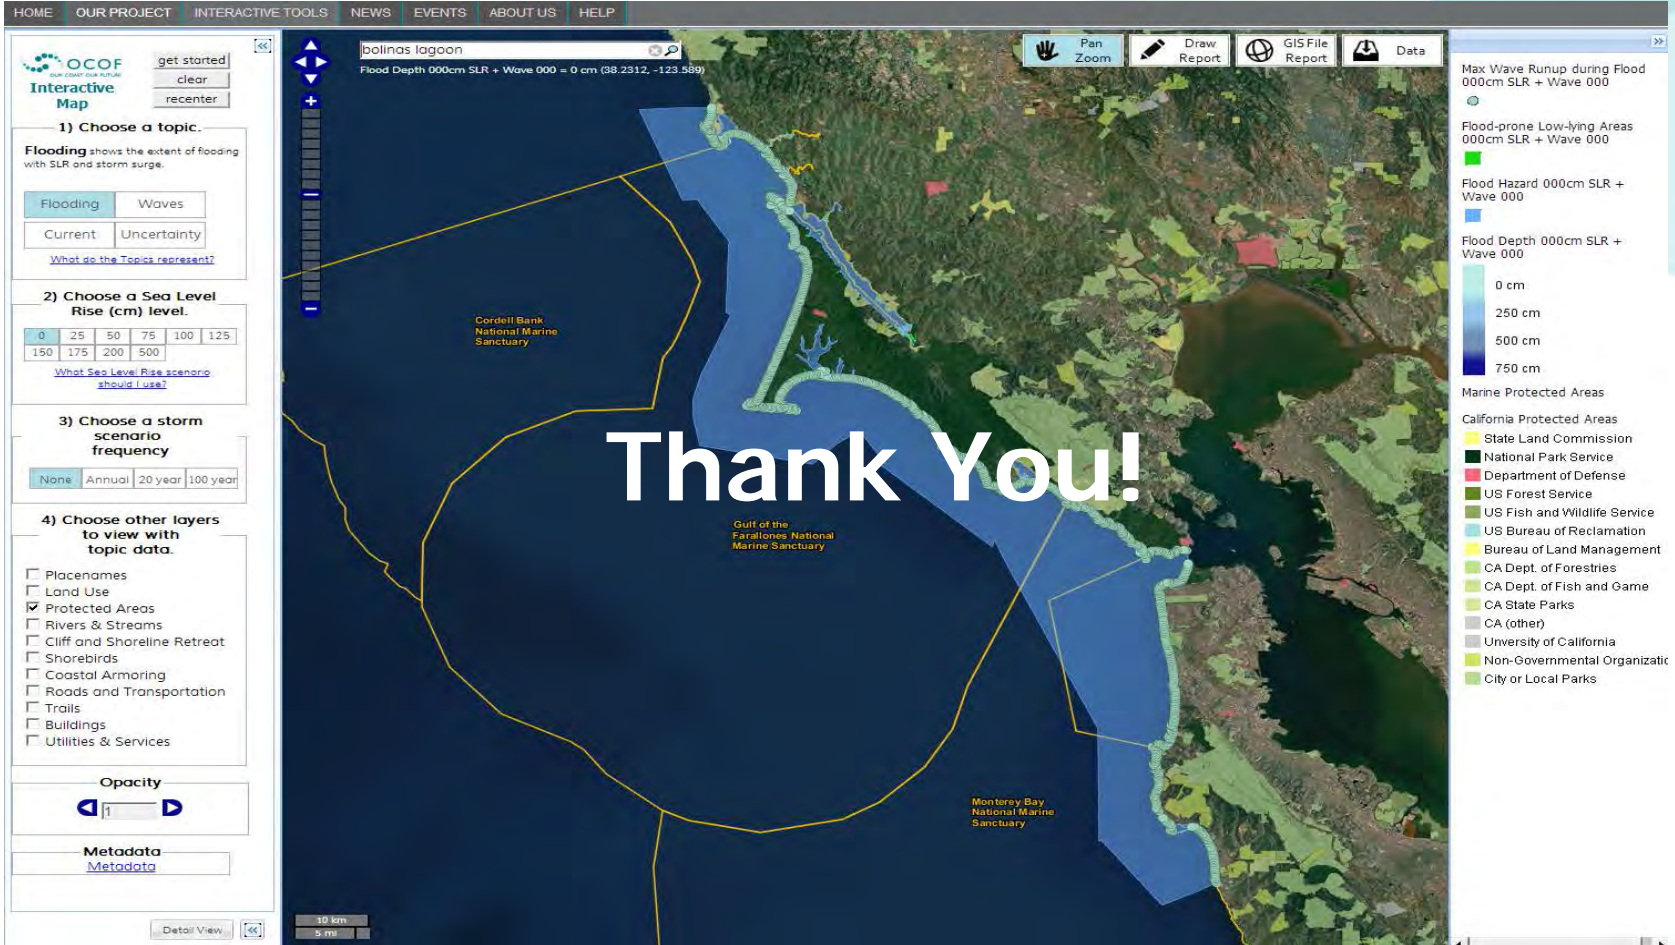 HOME OUR PROJECT INTERACTIVE TOOLS NEWS EVENTS ABOUT US HELP
OCOF
OUR COAST OUR FUTURE
Interactive
Map
get started
clear
recenter
1) Choose a topic.
Flooding shows the extent of flooding
with SLR and storm surge.
Flooding Waves
Current Uncertainty
What do the Topics represent?
2) Choose a Sea Level
Rise (cm) level.
0 25 50 75 100 125
150 175 200 500
What Sea Level Rise scenario
should I use?
3) Choose a storm
scenario
frequency
None Annual 20 year 100 year
4) Choose other layers
to view with
topic data.
Placenames
Land Use
Protected Areas
Rivers & Streams
Cliff and Shoreline Retreat
Shorebirds
Coastal Armoring
Roads and Transportation
Trails
Buildings
Utilities & Services
Opacity
1
Metadata
Metadata
Detail View
bolinas lagoon
Flood Depth 000cm SLR + Wave 000 = 0 cm (38.2312, -123.589)
Pan
Zoom
Draw
Report
GIS File
Report
Data
Cordell Bank
National Marine
Sanctuary
Thank You!
Gulf of the
Farallones National
Marine Sanctuary
Monterey Bay
National Marine
Sanctuary
10 km
5 mi
Max Wave Runup during Flood
000cm SLR + Wave 000
Flood-prone Low-lying Areas
000cm SLR + Wave 000
Flood Hazard 000cm SLR +
Wave 000
Flood Depth 000cm SLR +
Wave 000
0 cm
250 cm
500 cm
750 cm
Marine Protected Areas
California Protected Areas
State Land Commission
National Park Service
Department of Defense
US Forest Service
US Fish and Wildlife Service
US Bureau of Reclamation
Bureau of Land Management
CA Dept. of Forestries
CA Dept. of Fish and Game
CA State Parks
CA (other)
Unversity of California
Non-Governmental Organizatio
City or Local Parks